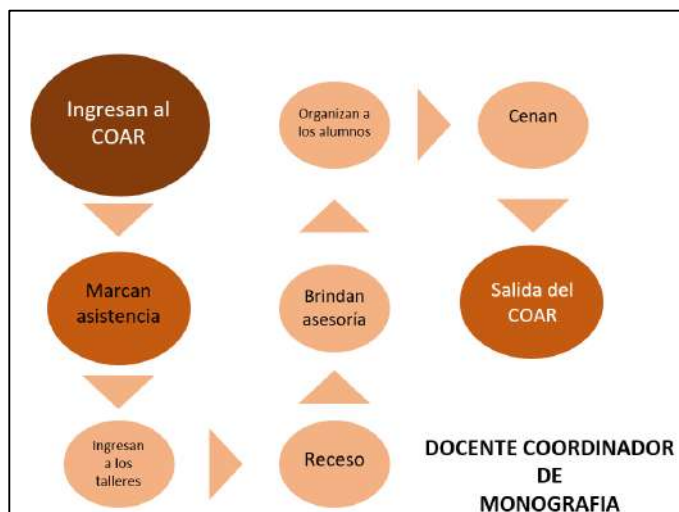 Ingresan al
COAR
Marcan
asistencia
Ingresan
a los
talleres
Receso
Brindan
asesoría
Organizan a
los alumnos
Cenan
Salida del
COAR
DOCENTE COORDINADOR
DE
MONOGRAFIA